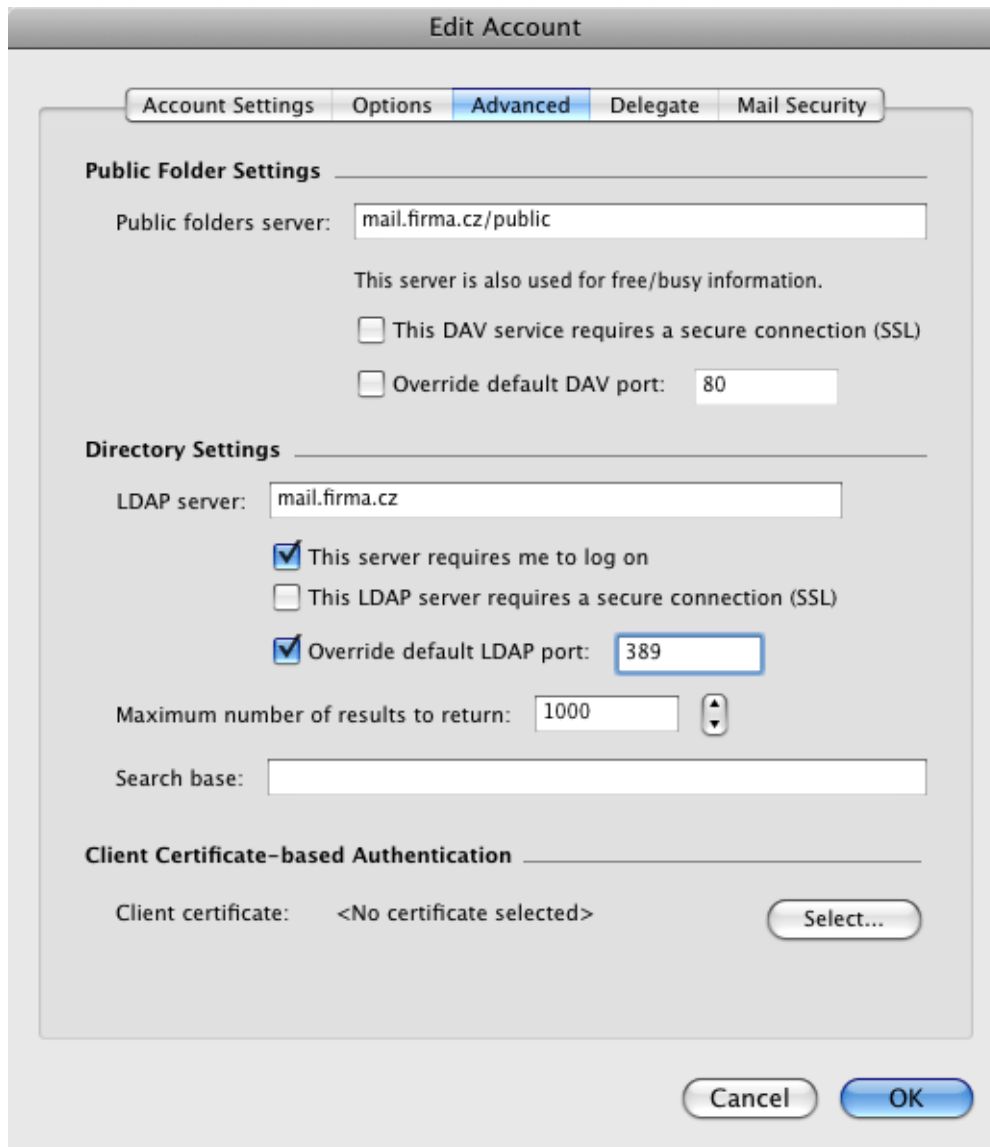 Edit Account
Account Settings Options Advanced Delegate Mail Security
Public Folder Settings
Public folders server: mail.firma.cz/public
This server is also used for free/busy information.
This DAV service requires a secure connection (SSL)
Override default DAV port: 80
Directory Settings
LDAP server: mail.firma.cz
This server requires me to log on
This LDAP server requires a secure connection (SSL)
Override default LDAP port: 389
Maximum number of results to return: 1000
Search base:
Client Certificate-based Authentication
Client certificate: <No certificate selected> Select...
Cancel OK